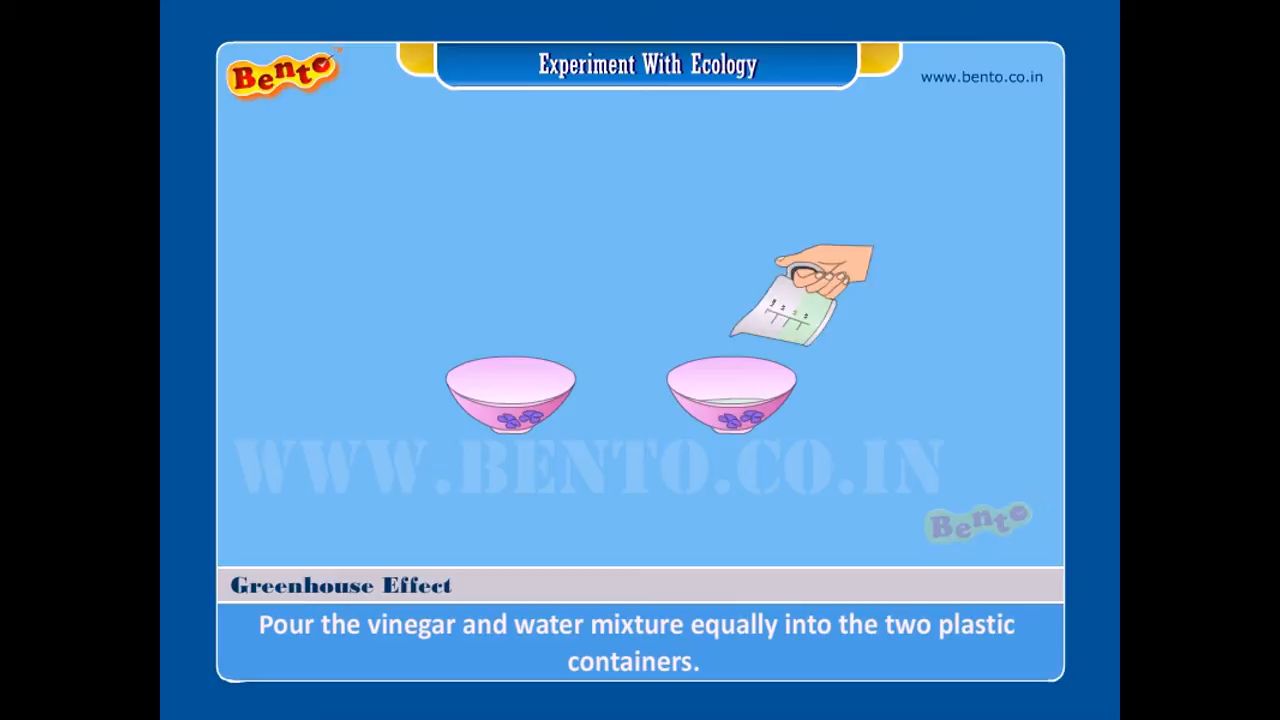 Bento
Experiment With Ecology
www.bento.co.in
WWW.BENTO.CO.IN
Bento
Greenhouse Effect
Pour the vinegar and water mixture equally into the two plastic
containers.